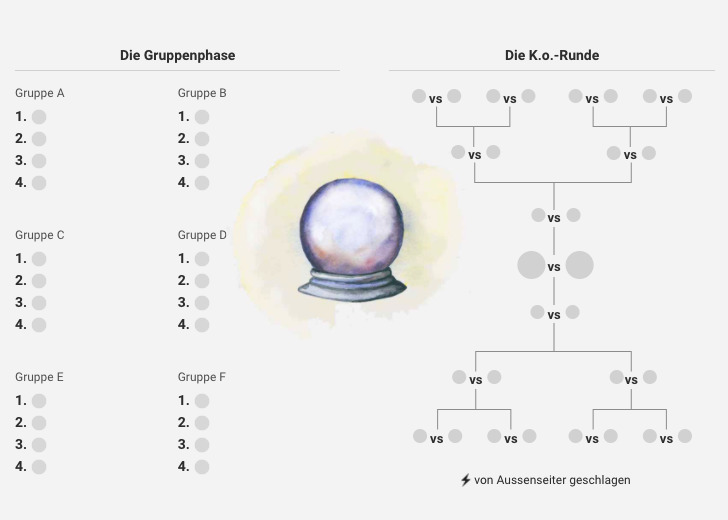 Die Gruppenphase
Gruppe A
1.
2.
3.
4.
Gruppe B
1.
2.
3.
4.
Gruppe C
1.
2.
3.
4.
Gruppe D
1.
2.
3.
4.
Gruppe E
1.
2.
3.
4.
Gruppe F
1.
2.
3.
4.
Die K.o.-Runde
vs vs vs vs
vs vs
vs
vs
vs
vs vs
vs vs vs vs
von Aussenseiter geschlagen